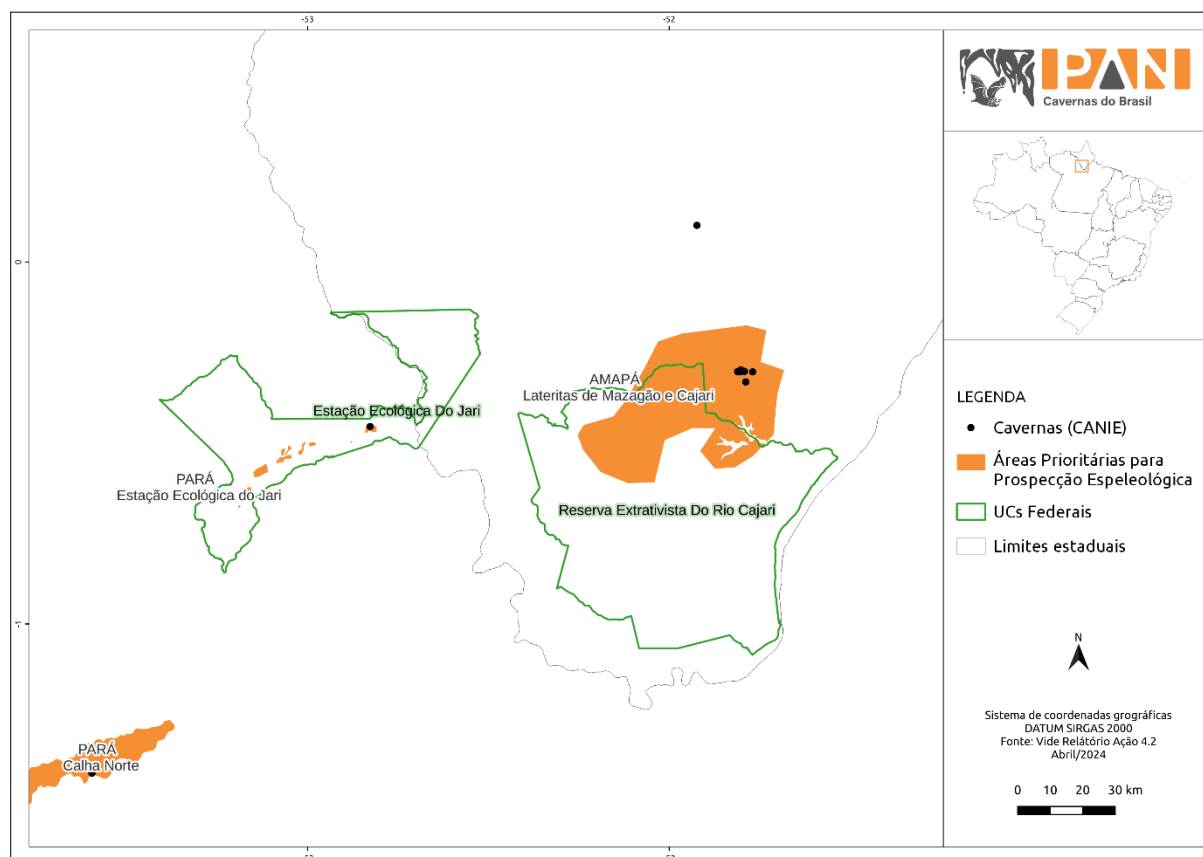 -53
-52
0
-1
AMAPÁ
Lateritas de Mazagão e Cajari
Estação Ecológica Do Jari
PARÁ
Estação Ecológica do Jari
Reserva Extrativista Do Rio Cajari
PARÁ
Calha Norte
-53
-52
PAN
Cavernas do Brasil
LEGENDA
Cavernas (CANIE)
Áreas Prioritárias para
Prospecção Espeleológica
UCs Federais
Limites estaduais
N
Sistema de coordenadas grográficas
DATUM SIRGAS 2000
Fonte: Vide Relátório Ação 4.2
Abril/2024
0 10 20 30 km